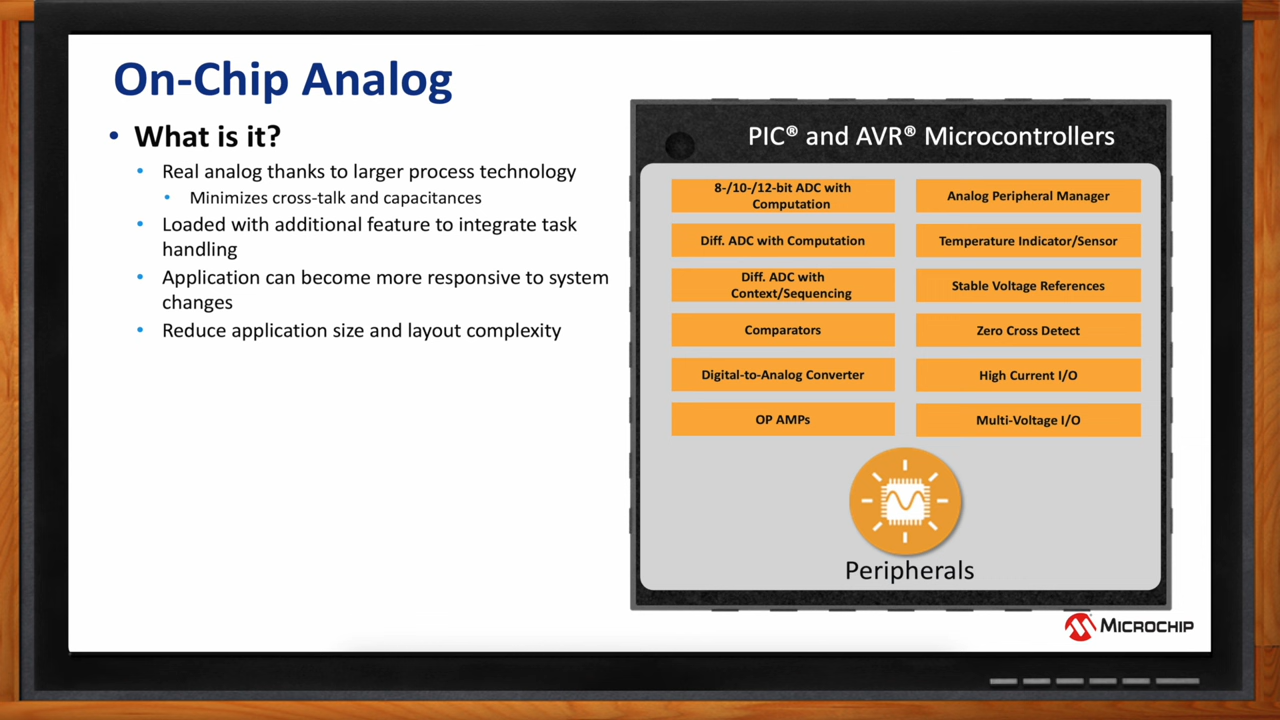 On-Chip Analog
• What is it?
• Real analog thanks to larger process technology
• Minimizes cross-talk and capacitances
• Loaded with additional feature to integrate task
handling
• Application can become more responsive to system
changes
• Reduce application size and layout complexity
PIC® and AVR® Microcontrollers
8-/10-/12-bit ADC with
Computation
Analog Peripheral Manager
Diff. ADC with Computation
Temperature Indicator/Sensor
Diff. ADC with
Context/Sequencing
Stable Voltage References
Comparators
Zero Cross Detect
Digital-to-Analog Converter
High Current I/O
OP AMPs
Multi-Voltage I/O
Peripherals
MICROCHIP